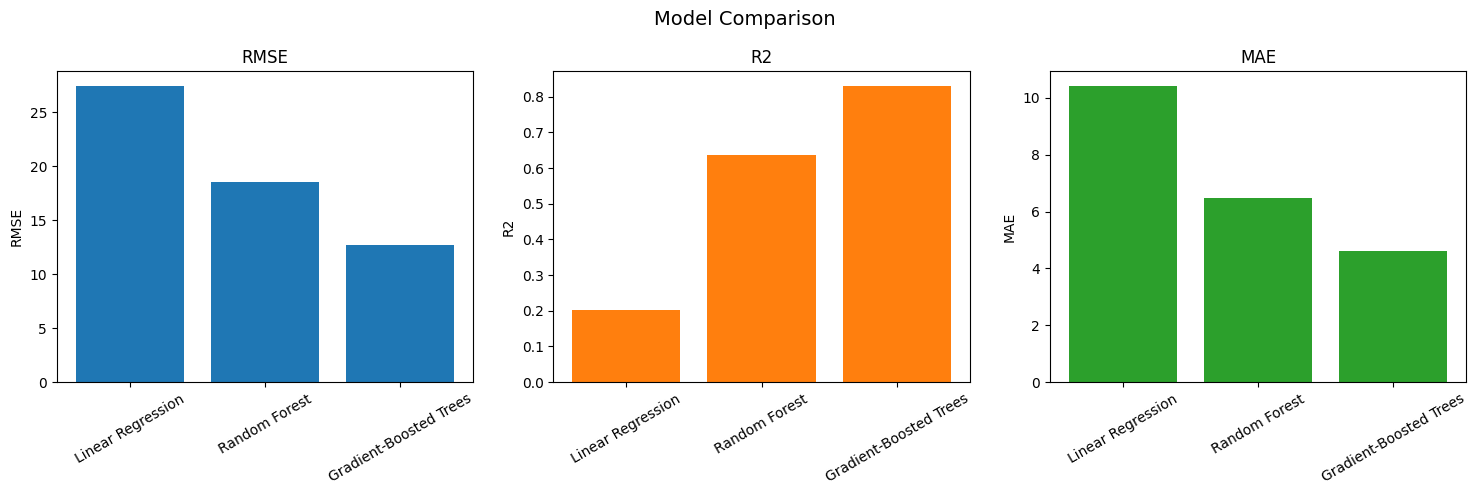 Model Comparison
RMSE
RMSE
25
20
15
10
5
0
Linear Regression
Random Forest
Gradient-Boosted Trees
R2
R2
0.8
0.7
0.6
0.5
0.4
0.3
0.2
0.1
0.0
Linear Regression
Random Forest
Gradient-Boosted Trees
MAE
MAE
10
8
6
4
2
0
Linear Regression
Random Forest
Gradient-Boosted Trees